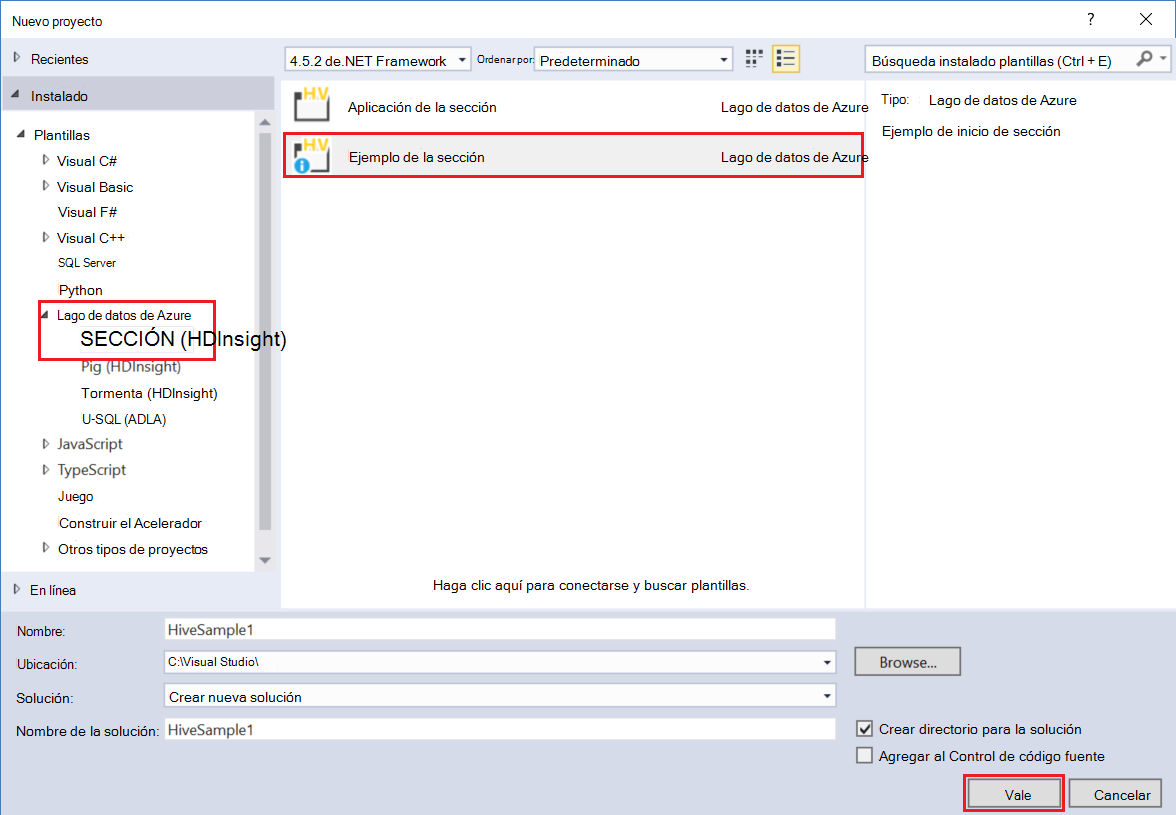 Nuevo proyecto
?
Recientes
4.5.2 de.NET Framework
Ordenar por:
Predeterminado
Búsqueda instalado plantillas (Ctrl + E)
Instalado
Plantillas
Visual C#
Visual Basic
Visual F#
Visual C++
SQL Server
Python
Lago de datos de Azure
SECCIÓN (HDInsight)
Pig (HDInsight)
Tormenta (HDInsight)
U-SQL (ADLA)
JavaScript
TypeScript
Juego
Construir el Acelerador
Otros tipos de proyectos
En línea
H.V Aplicación de la sección Lago de datos de Azure
H.V Ejemplo de la sección Lago de datos de Azure
Haga clic aquí para conectarse y buscar plantillas.
Tipo: Lago de datos de Azure
Ejemplo de inicio de sección
Nombre: HiveSample1
Ubicación: C:\Visual Studio\
Browse...
Solución: Crear nueva solución
Nombre de la solución: HiveSample1
Crear directorio para la solución
Agregar al Control de código fuente
Vale
Cancelar